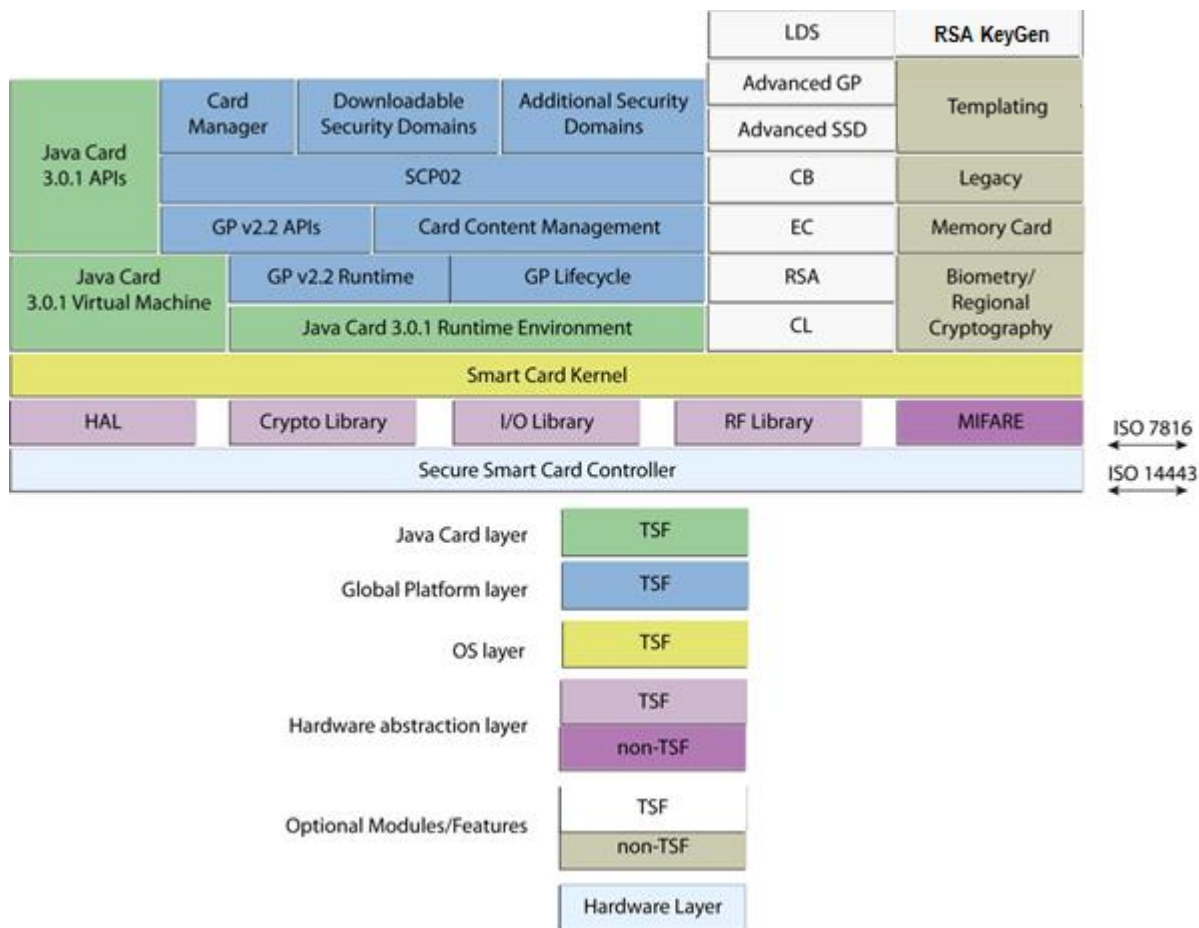 LDS
RSA KeyGen
Java Card
3.0.1 APIs
Card
Manager
Downloadable
Security Domains
Additional Security
Domains
Advanced GP
Templating
Advanced SSD
SCP02
CB
Legacy
GP v2.2 APIs
Card Content Management
EC
Memory Card
Java Card
3.0.1 Virtual Machine
GP v2.2 Runtime
GP Lifecycle
RSA
Biometry/
Regional
Cryptography
Java Card 3.0.1 Runtime Environment
CL
Smart Card Kernel
HAL
Crypto Library
I/O Library
RF Library
MIFARE
ISO 7816
Secure Smart Card Controller
ISO 14443
Java Card layer
TSF
Global Platform layer
TSF
OS layer
TSF
Hardware abstraction layer
TSF
non-TSF
Optional Modules/Features
TSF
non-TSF
Hardware Layer